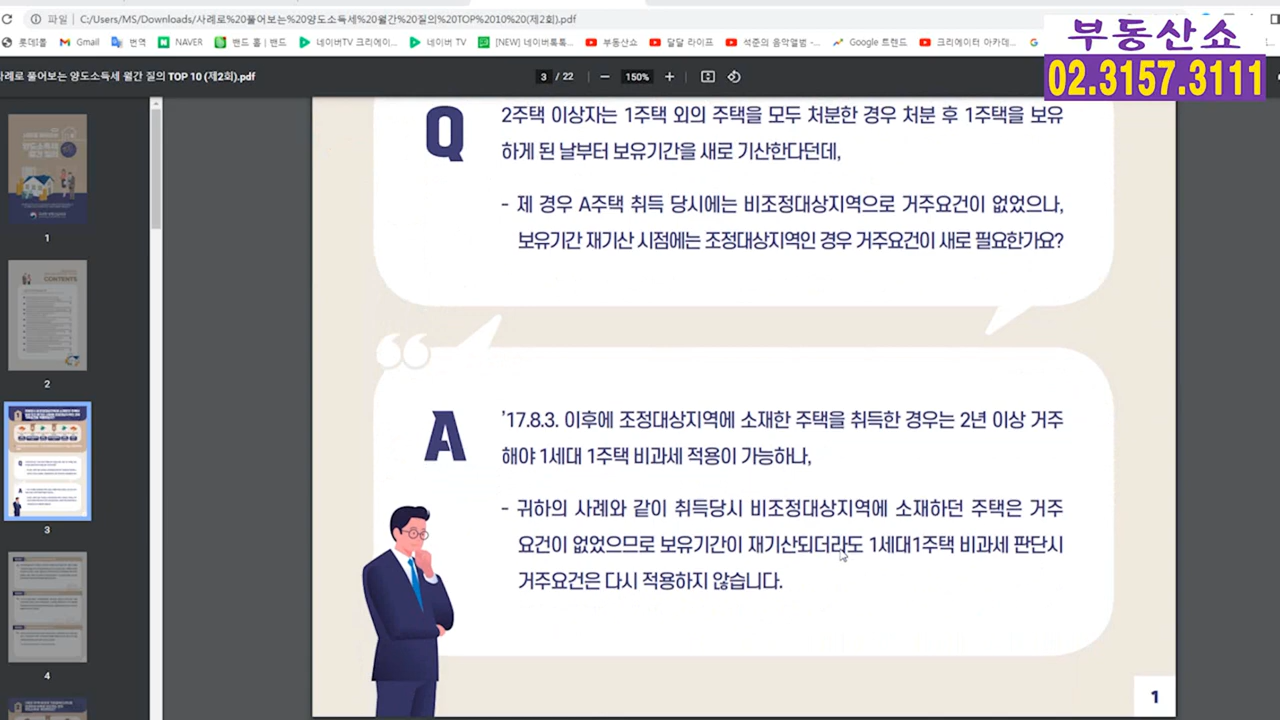 파일 | C:/Users/MS/Downloads/사례로%20풀어보는%20양도소득세%20월간%20질의%20TOP%2010%20(제2회).pdf
롯데1톨 Gmail 번역 NAVER 밴드 홀 | 밴드 네이버TV 크리에이... 네이버 TV [NEW] 네이버톡톡... 부동산쇼 달달 라이프 석준의 음악앨범 -... Google 트렌드 크리에이터 아카데...
부동산쇼
02.3157.3111
사례로 풀어보는 양도소득세 월간 질의 TOP 10 (제2회).pdf
3 / 22
150%
CONTENTS
1
2
3
4
Q
2주택 이상자는 1주택 외의 주택을 모두 처분한 경우 처분 후 1주택을 보유
하게 된 날부터 보유기간을 새로 기산한다던데,
- 제 경우 A주택 취득 당시에는 비조정대상지역으로 거주요건이 없었으나,
보유기간 재기산 시점에는 조정대상지역인 경우 거주요건이 새로 필요한가요?
A
'17.8.3. 이후에 조정대상지역에 소재한 주택을 취득한 경우는 2년 이상 거주
해야 1세대 1주택 비과세 적용이 가능하나,
- 귀하의 사례와 같이 취득당시 비조정대상지역에 소재하던 주택은 거주
요건이 없었으므로 보유기간이 재기산되더라도 1세대1주택 비과세 판단시
거주요건은 다시 적용하지 않습니다.
1